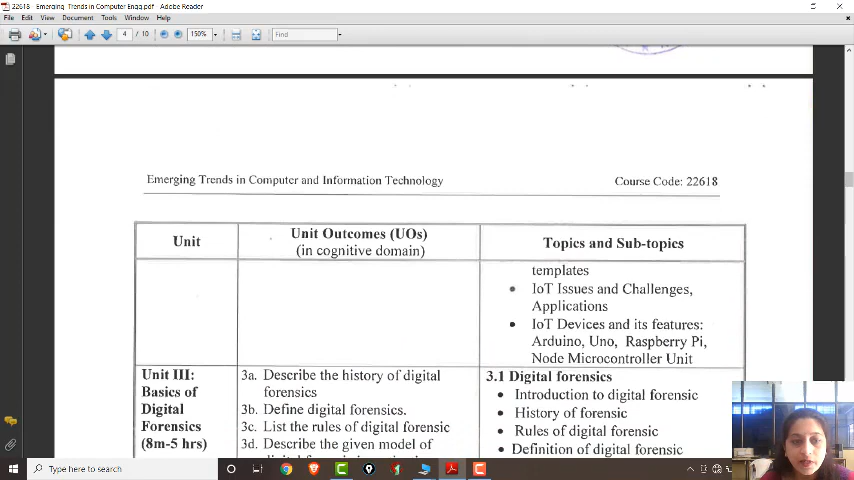 22618 - Emerging Trends in Computer Engg.pdf - Adobe Reader
File Edit View Document Tools Window Help
4 / 10 150% Find
Emerging Trends in Computer and Information Technology Course Code: 22618
Unit
Unit Outcomes (UOs)
(in cognitive domain)
Topics and Sub-topics
templates
• IoT Issues and Challenges,
Applications
• IoT Devices and its features:
Arduino, Uno, Raspberry Pi,
Node Microcontroller Unit
Unit III:
Basics of
Digital
Forensics
(8m-5 hrs)
3a. Describe the history of digital
forensics
3b. Define digital forensics.
3c. List the rules of digital forensic
3d. Describe the given model of
3.1 Digital forensics
• Introduction to digital forensic
• History of forensic
• Rules of digital forensic
• Definition of digital forensic
Type here to search